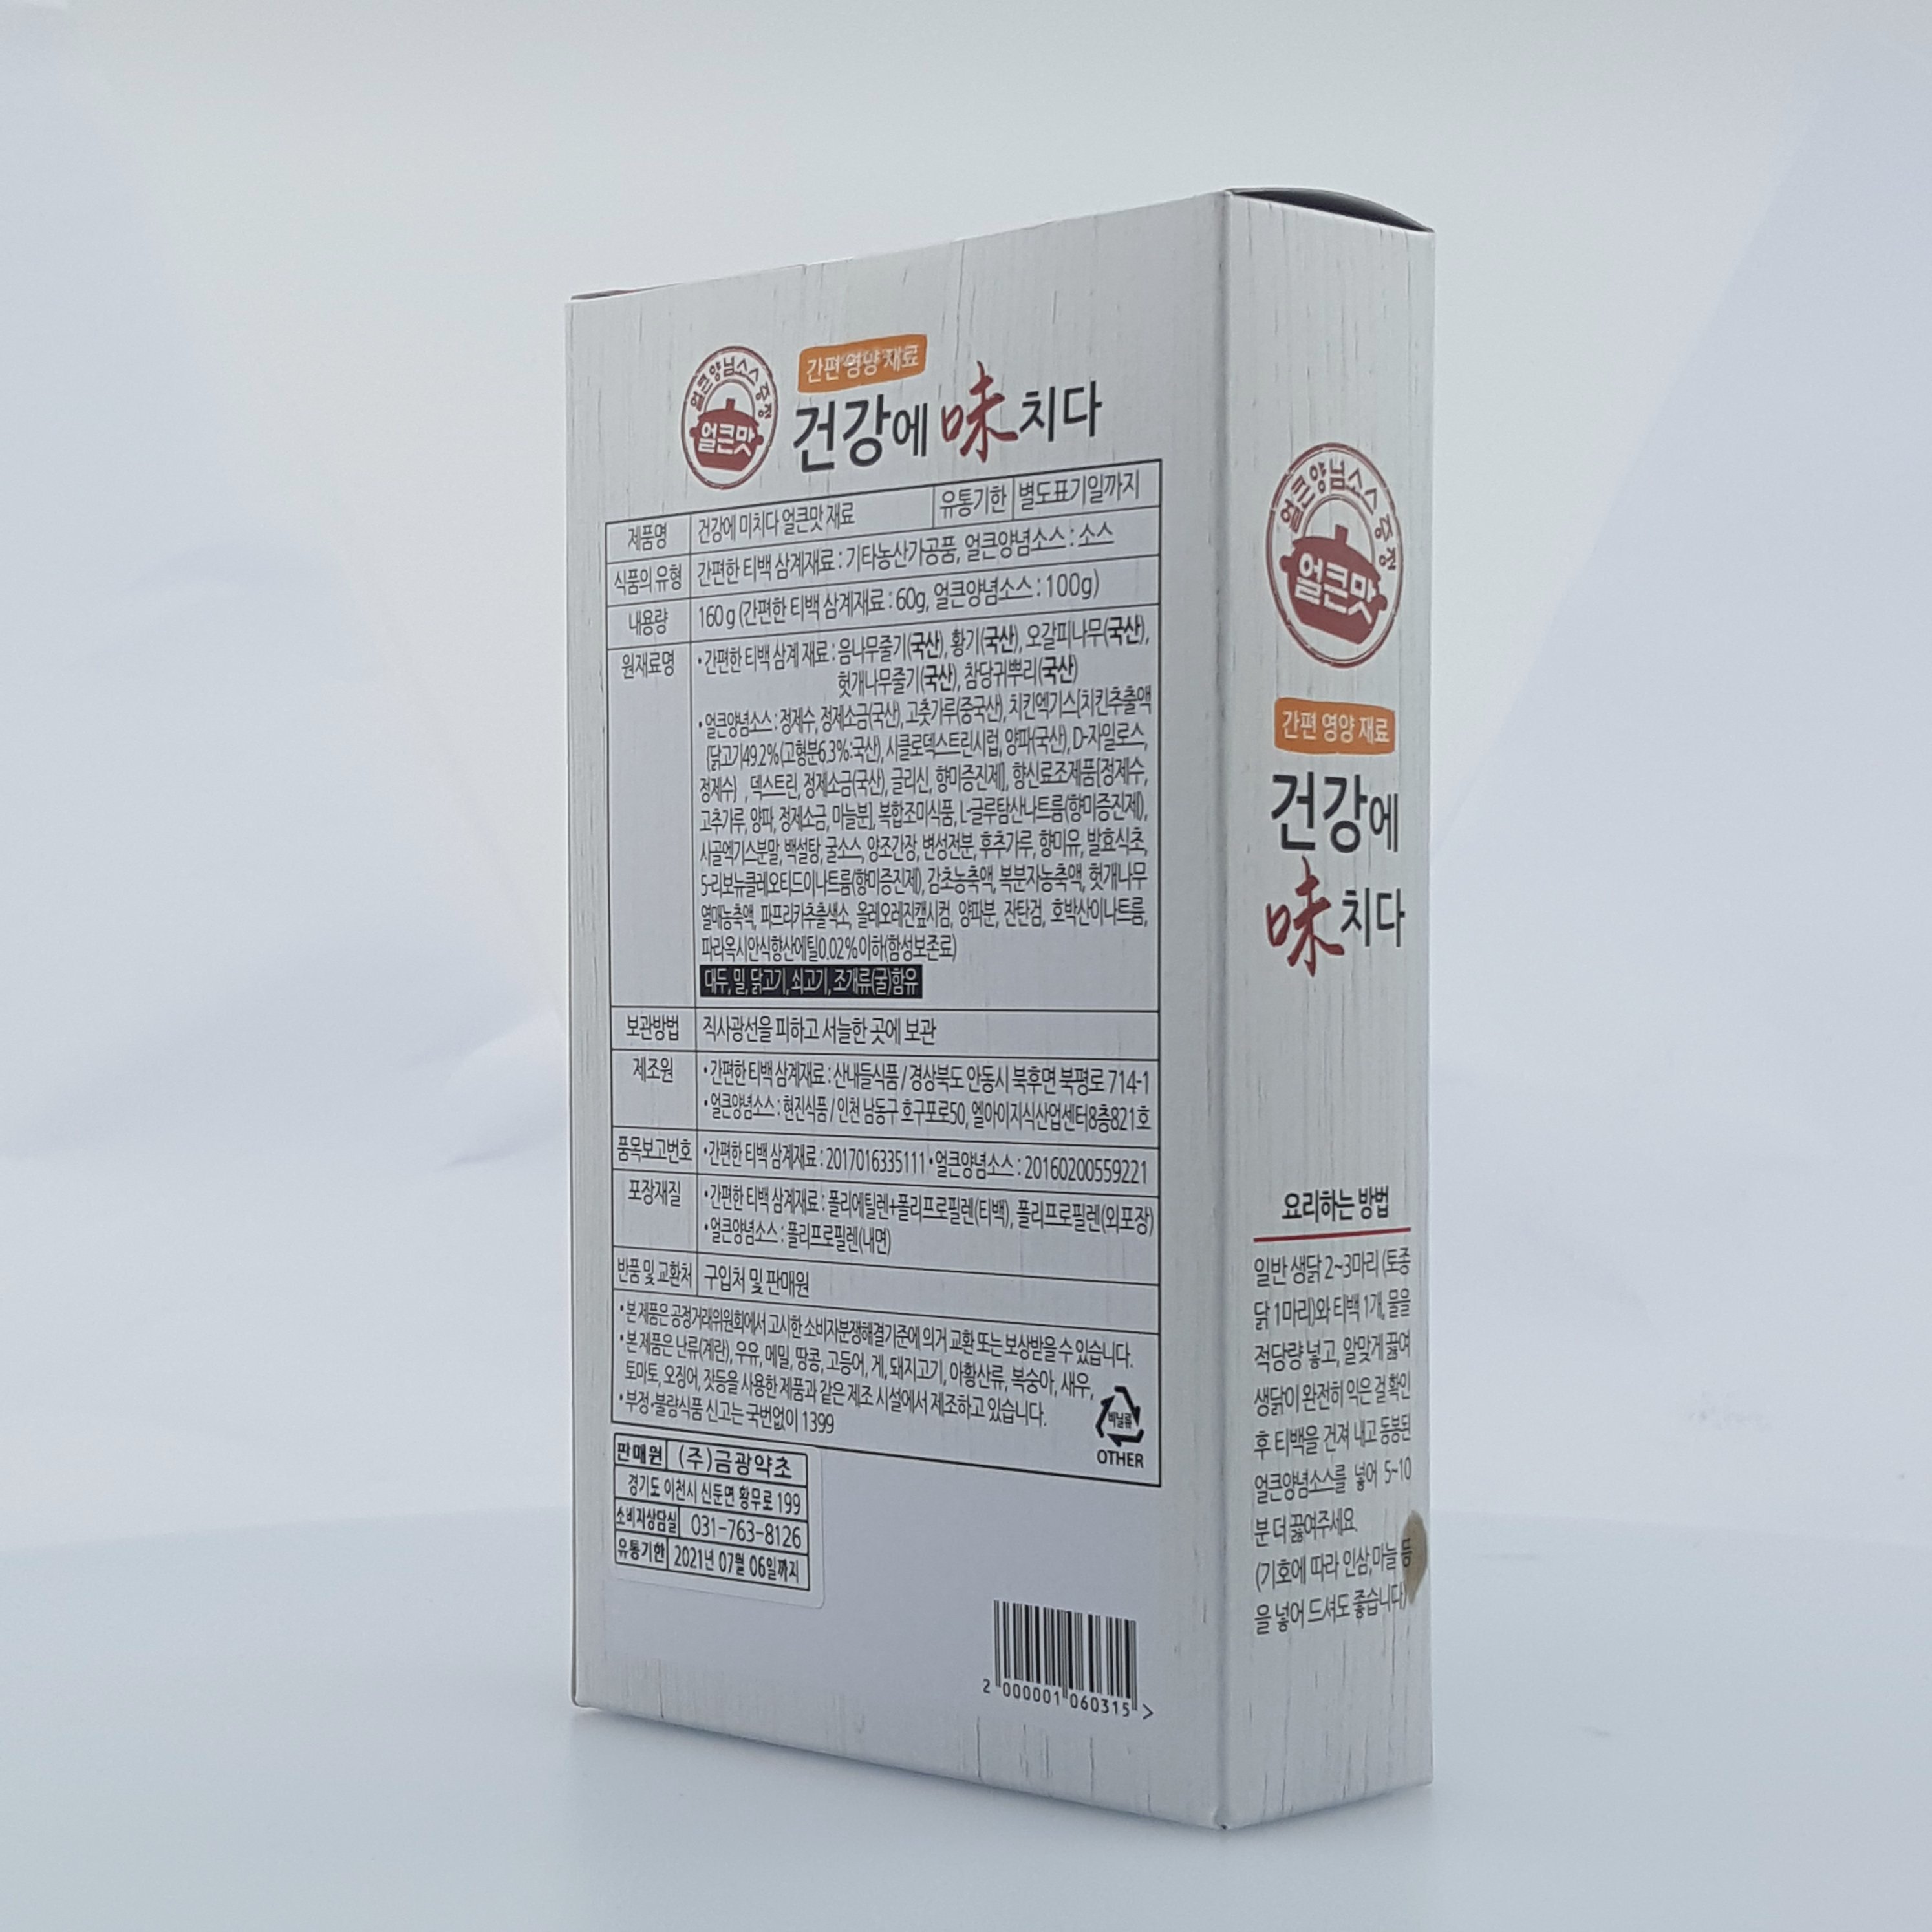 얼큰양념소스 증정
얼큰맛
간편 영양 재료
건강에 味치다
제품명 건강에 미치다 얼큰맛 재료 유통기한 별도표기일까지
식품의 유형 간편한 티백 삼계재료 : 기타농산가공품, 얼큰양념소스 : 소스
내용량 160g (간편한 티백 삼계재료 : 60g, 얼큰양념소스 : 100g)
원재료명 •간편한 티백 삼계 재료 : 음나무줄기(국산), 황기(국산), 오갈피나무(국산),
헛개나무줄기(국산), 참당귀뿌리(국산)
•얼큰양념소스 : 정제수, 정제소금(국산), 고춧가루(중국산), 치킨엑기스[치킨추출액
{닭고기49.2%(고형분6.3%:국산), 시클로덱스트린시럽, 양파(국산), D-자일로스,
정제수} , 덱스트린, 정제소금(국산), 글리신, 향미증진제], 향신료조제품[정제수,
고추가루, 양파, 정제소금, 마늘분], 복합조미식품, L-글루탐산나트륨(향미증진제),
사골엑기스분말, 백설탕, 굴소스, 양조간장, 변성전분, 후추가루, 향미유, 발효식초,
5-리보뉴클레오티드이나트륨(향미증진제), 감초농축액, 복분자농축액, 헛개나무
열매농축액, 파프리카추출색소, 올레오레진캪시컴, 양파분, 잔탄검, 호박산이나트륨,
파라옥시안식향산에틸0.02%이하(합성보존료)
대두, 밀, 닭고기, 쇠고기, 조개류(굴)함유
보관방법 직사광선을 피하고 서늘한 곳에 보관
제조원 •간편한 티백 삼계재료 : 산내들식품 / 경상북도 안동시 북후면 북평로 714-1
•얼큰양념소스 : 현진식품 / 인천 남동구 호구포로50, 엘아이지식산업센터8층821호
품목보고번호 •간편한 티백 삼계재료 : 2017016335111 •얼큰양념소스 : 20160200559221
포장재질 •간편한 티백 삼계재료 : 폴리에틸렌+폴리프로필렌(티백), 폴리프로필렌(외포장)
•얼큰양념소스 : 폴리프로필렌(내면)
반품 및 교환처 구입처 및 판매원
•본 제품은 공정거래위원회에서 고시한 소비자분쟁해결기준에 의거 교환 또는 보상받을 수 있습니다.
•본 제품은 난류(계란), 우유, 메밀, 땅콩, 고등어, 게, 돼지고기, 아황산류, 복숭아, 새우,
토마토, 오징어, 잣등을 사용한 제품과 같은 제조 시설에서 제조하고 있습니다.
•부정·불량식품 신고는 국번없이 1399
비닐류
OTHER
판매원 (주)금광약초
경기도 이천시 신둔면 황무로 199
소비자상담실 031-763-8126
유통기한 2021년 07월 06일까지
2 000001 060315 >
얼큰양념소스 증정
얼큰맛
간편 영양 재료
건강에
味치다
요리하는 방법
일반 생닭 2~3마리 (토종
닭 1마리)와 티백 1개, 물을
적당량 넣고, 알맞게 끓여
생닭이 완전히 익은 걸 확인
후 티백을 건져 내고 동봉된
얼큰양념소스를 넣어 5~10
분 더 끓여주세요.
(기호에 따라 인삼,마늘 등
을 넣어 드셔도 좋습니다)